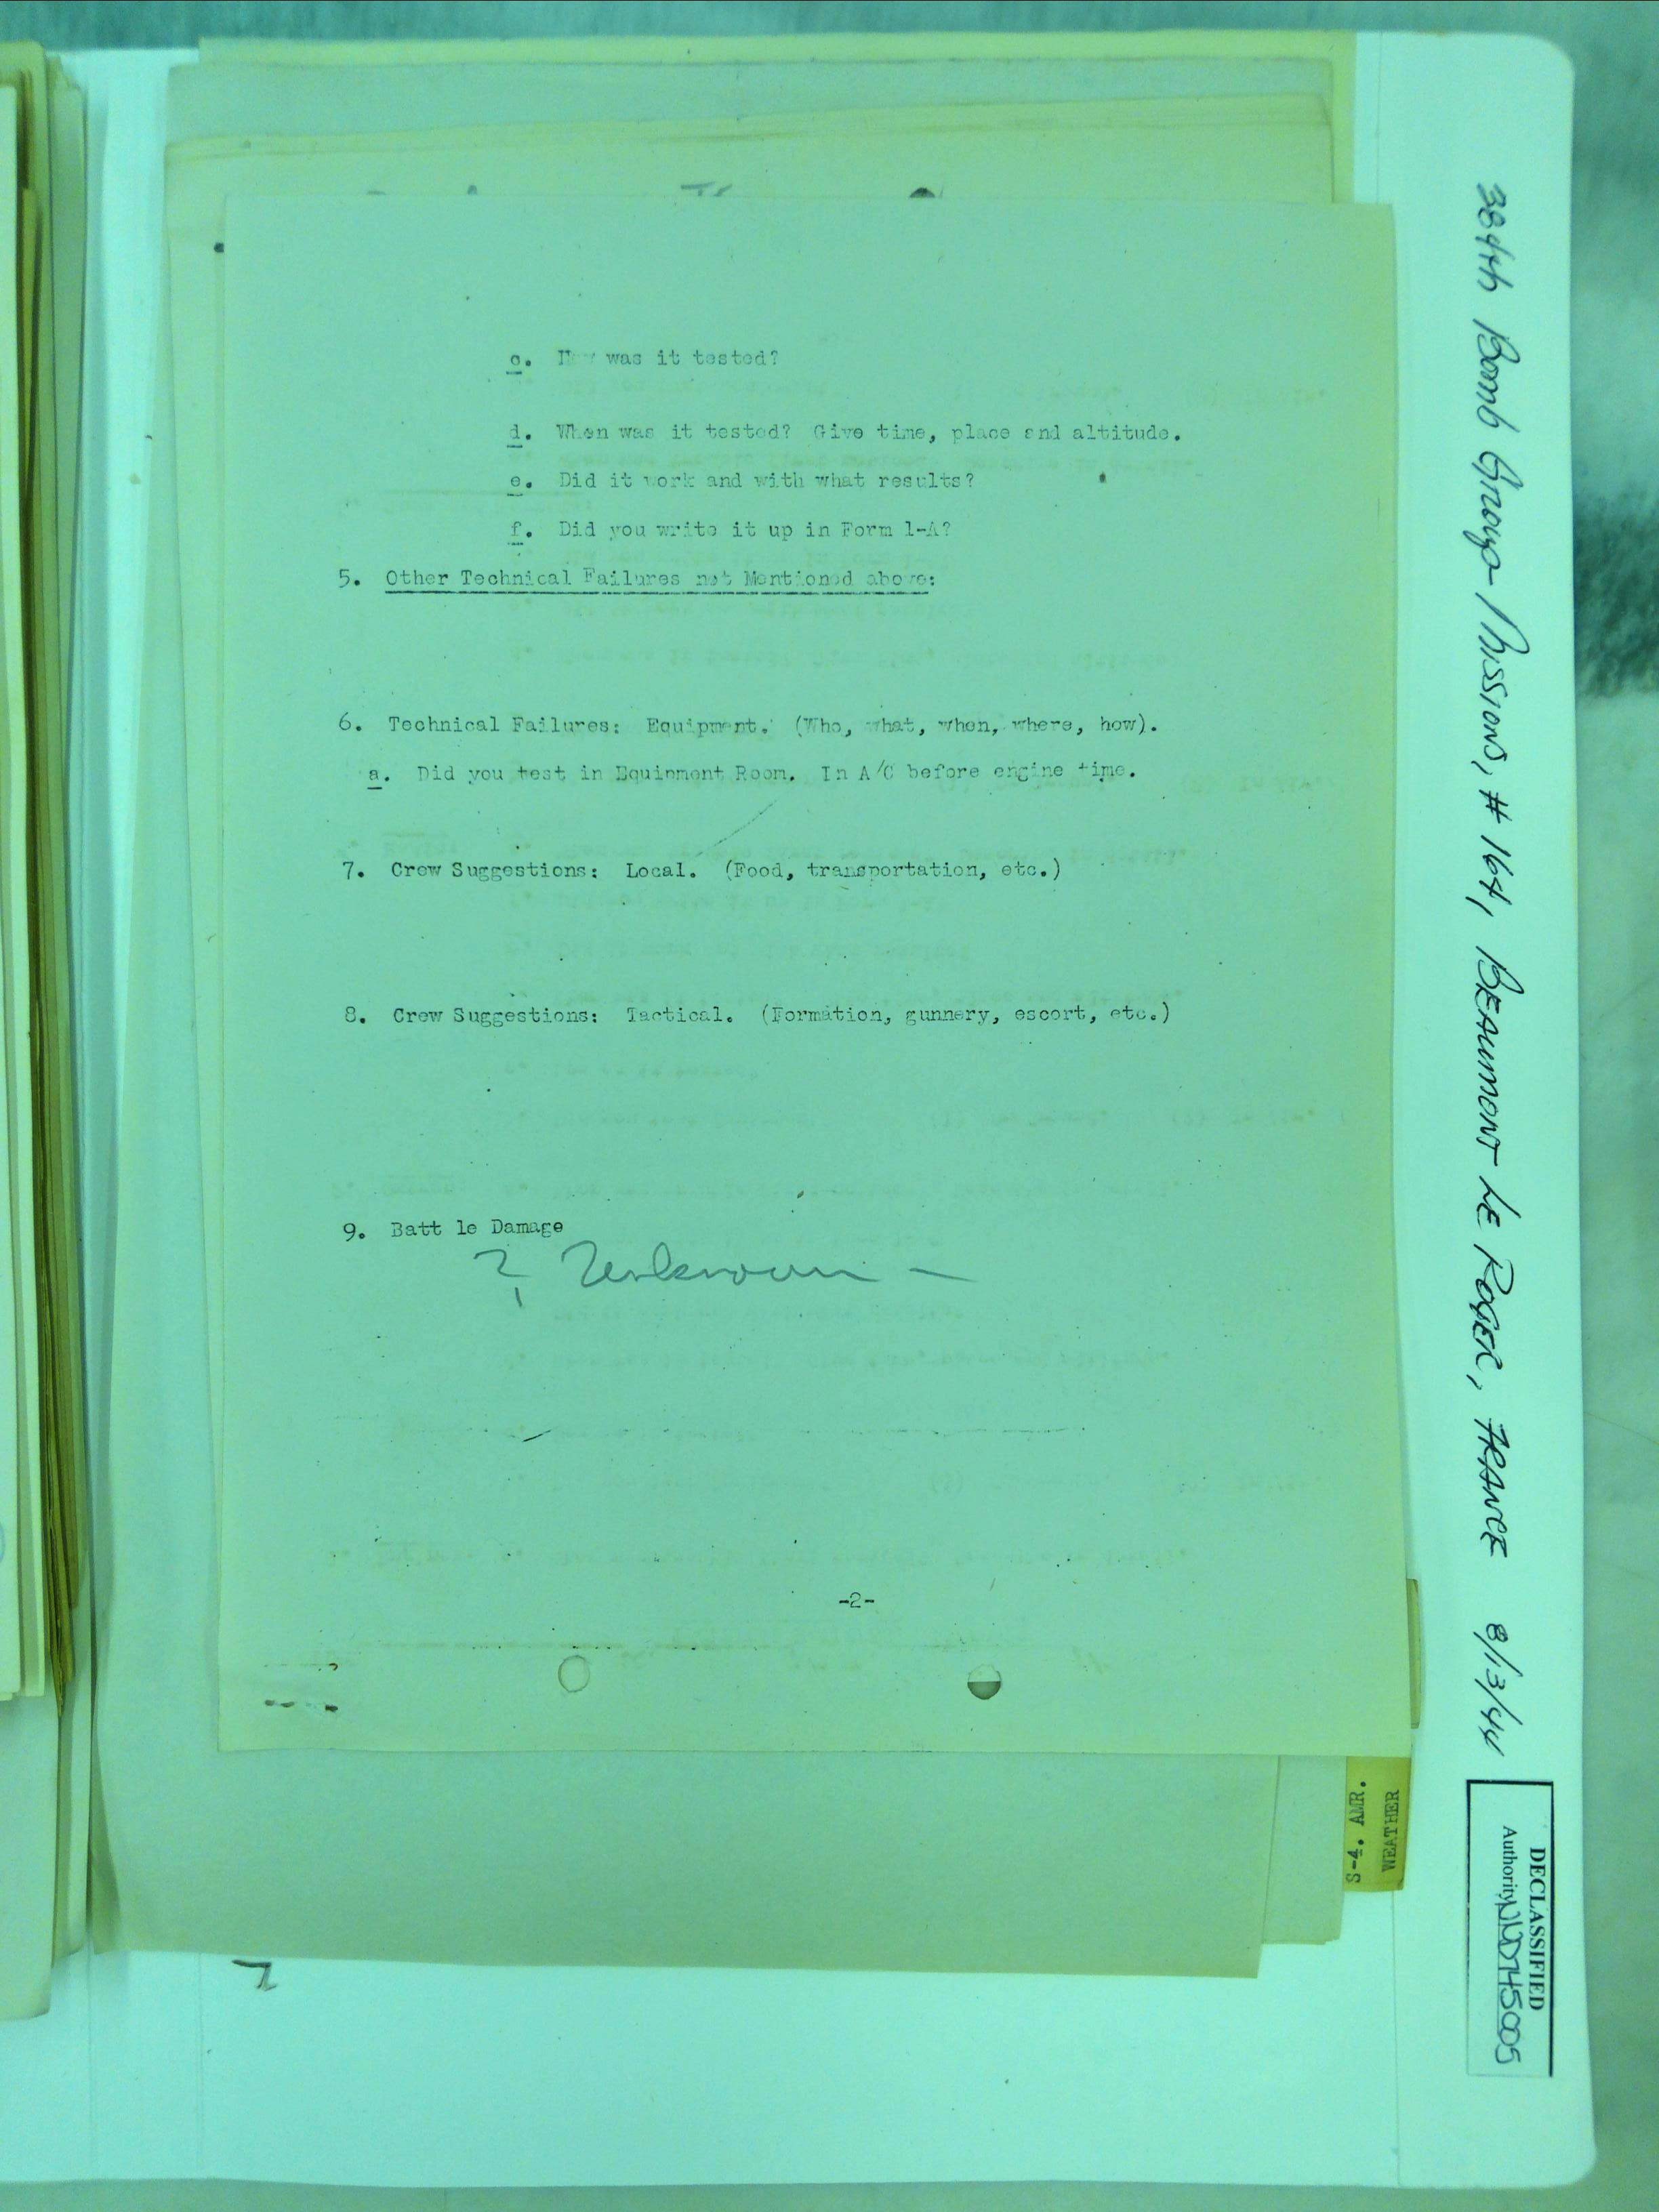 c. How was it tested?
d. When was it tested? Give time, place and altitude.
e. Did it work and with what results?
f. Did you write it up in Form 1-A?
5. Other Technical Failures not Mentioned above:
6. Technical Failures: Equipment. (Who, what, when, where, how).
a. Did you test in Equipment Room. In A/C before engine time.
7. Crew Suggestions: Local. (Food, transportation, etc.)
8. Crew Suggestions: Tactical. (Formation, gunnery, escort, etc.)
9. Batt le Damage
? Unknown -
-2-
384th Bomb Group Missions, # 164, BEAUMONT LE ROGER, FRANCE 8/13/44
S-4. AMR.
WEATHER
DECLASSIFIED
Authority NND745005